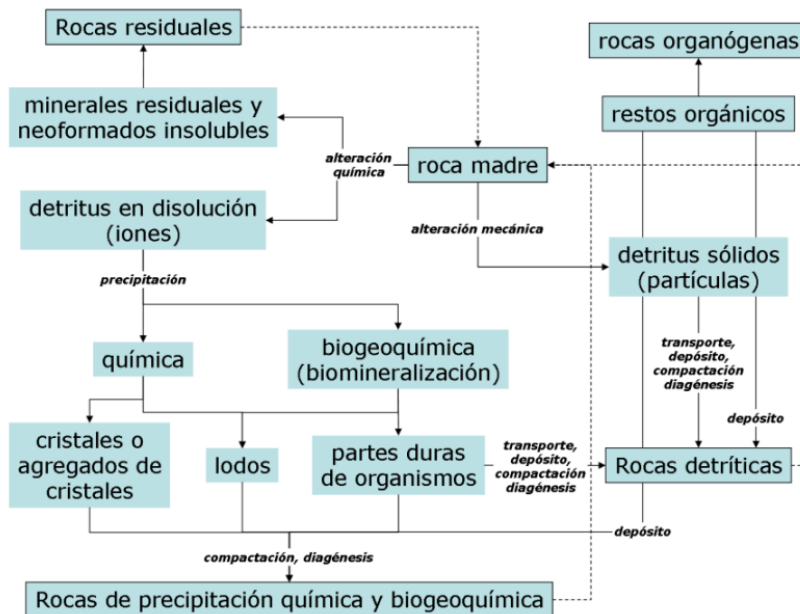 Rocas residuales
rocas organógenas
minerales residuales y
neoformados insolubles
restos orgánicos
alteración
química
roca madre
detritus en disolución
(iones)
alteración mecánica
detritus sólidos
(partículas)
precipitación
química
biogeoquímica
(biomineralización)
transporte,
depósito,
compactación
diagénesis
depósito
cristales o
agregados de
cristales
lodos
partes duras
de organismos
transporte,
depósito,
compactación
diagénesis
Rocas detríticas
depósito
compactación, diagénesis
Rocas de precipitación química y biogeoquímica